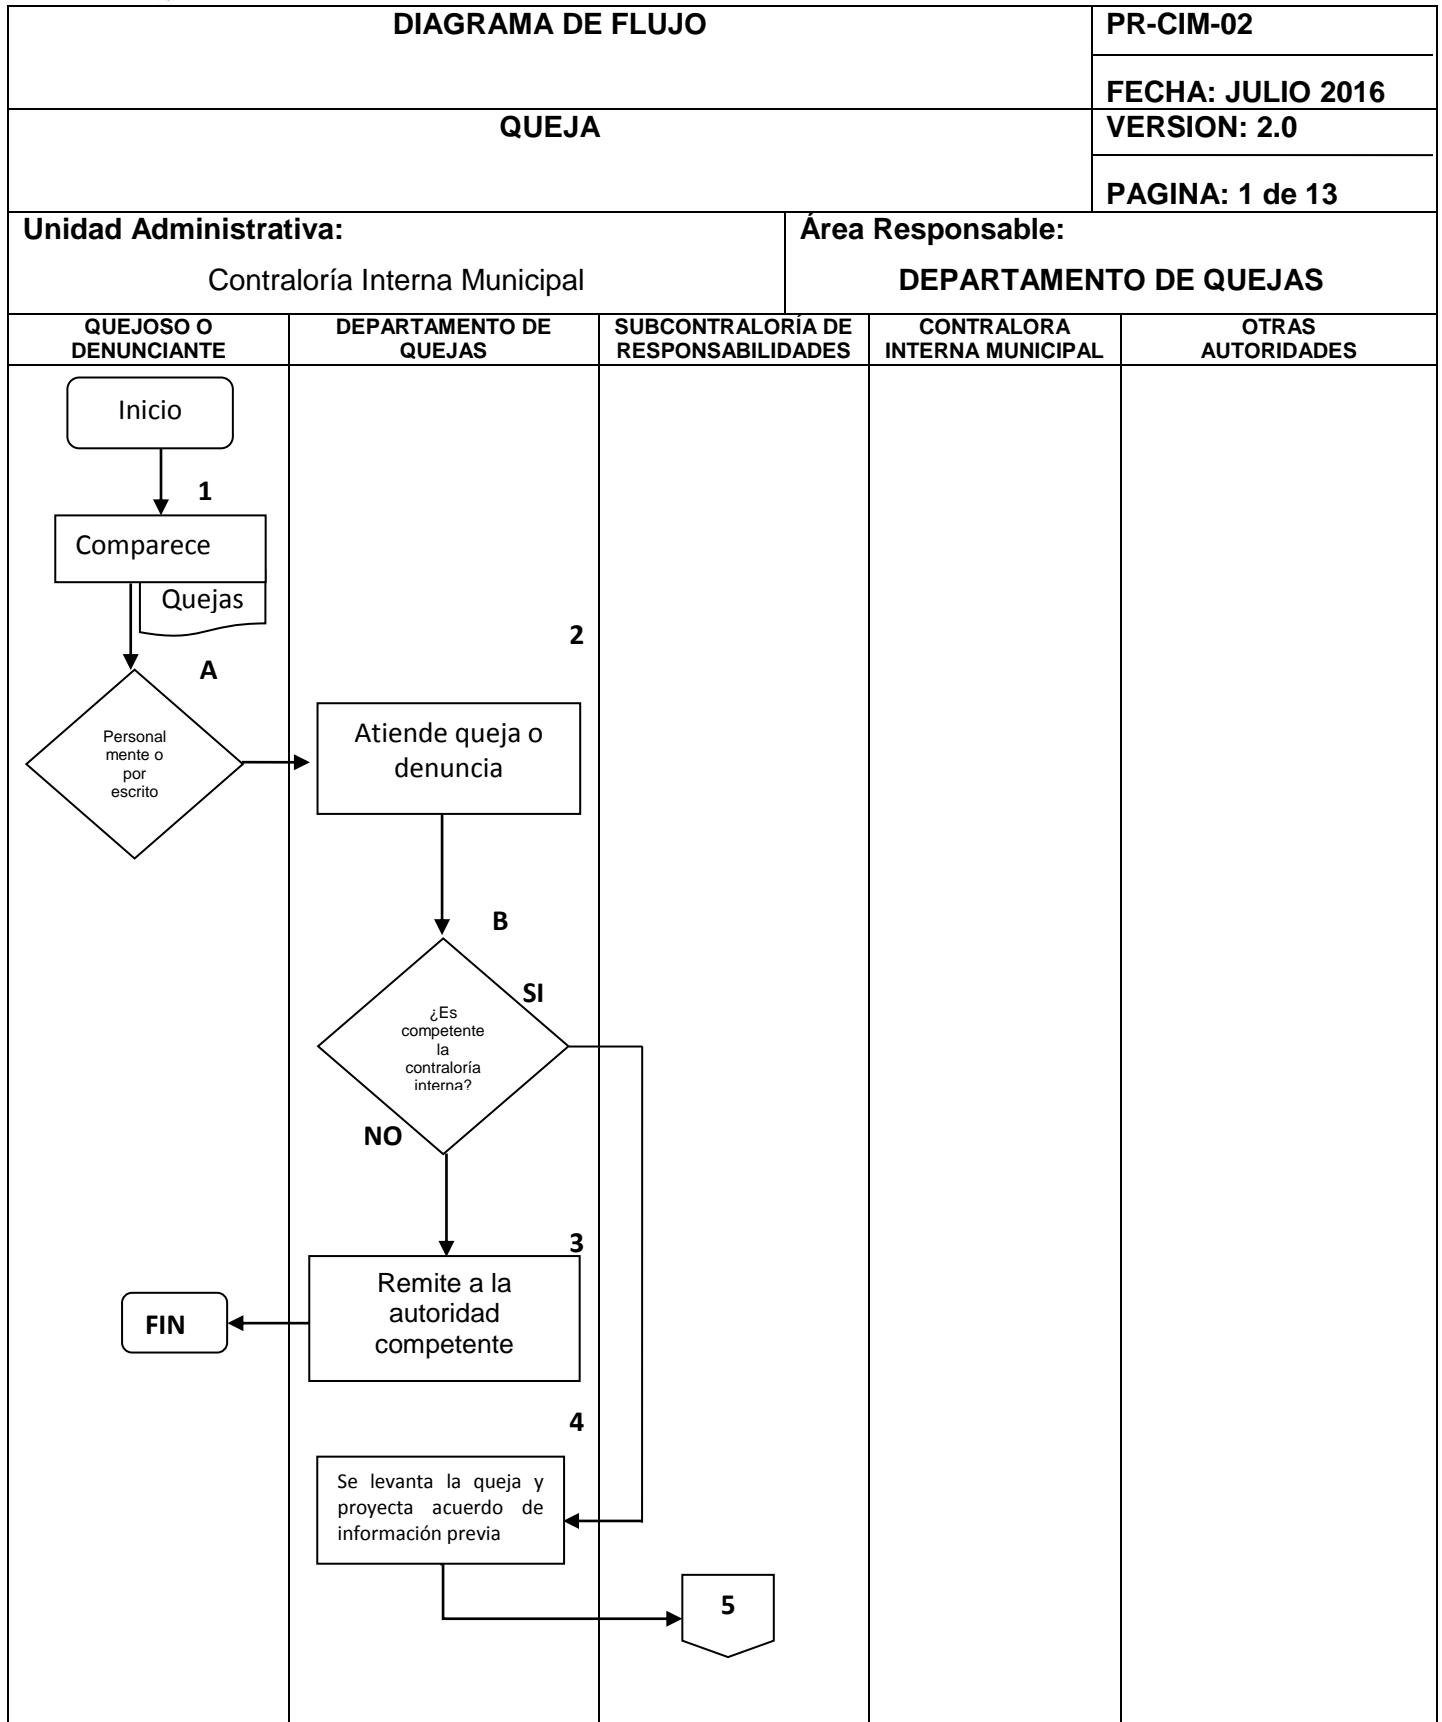 DIAGRAMA DE FLUJO
PR-CIM-02
FECHA: JULIO 2016
QUEJA
VERSION: 2.0
PAGINA: 1 de 13
Unidad Administrativa:
Contraloría Interna Municipal
Área Responsable:
DEPARTAMENTO DE QUEJAS
QUEJOSO O
DENUNCIANTE
DEPARTAMENTO DE
QUEJAS
SUBCONTRALORÍA DE
RESPONSABILIDADES
CONTRALORA
INTERNA MUNICIPAL
OTRAS
AUTORIDADES
Inicio
1
Comparece
Quejas
A
Personal
mente o
por
escrito
2
Atiende queja o
denuncia
B
¿Es
competente
la
contraloría
interna?
SI
NO
3
Remite a la
autoridad
competente
FIN
4
Se levanta la queja y
proyecta acuerdo de
información previa
5